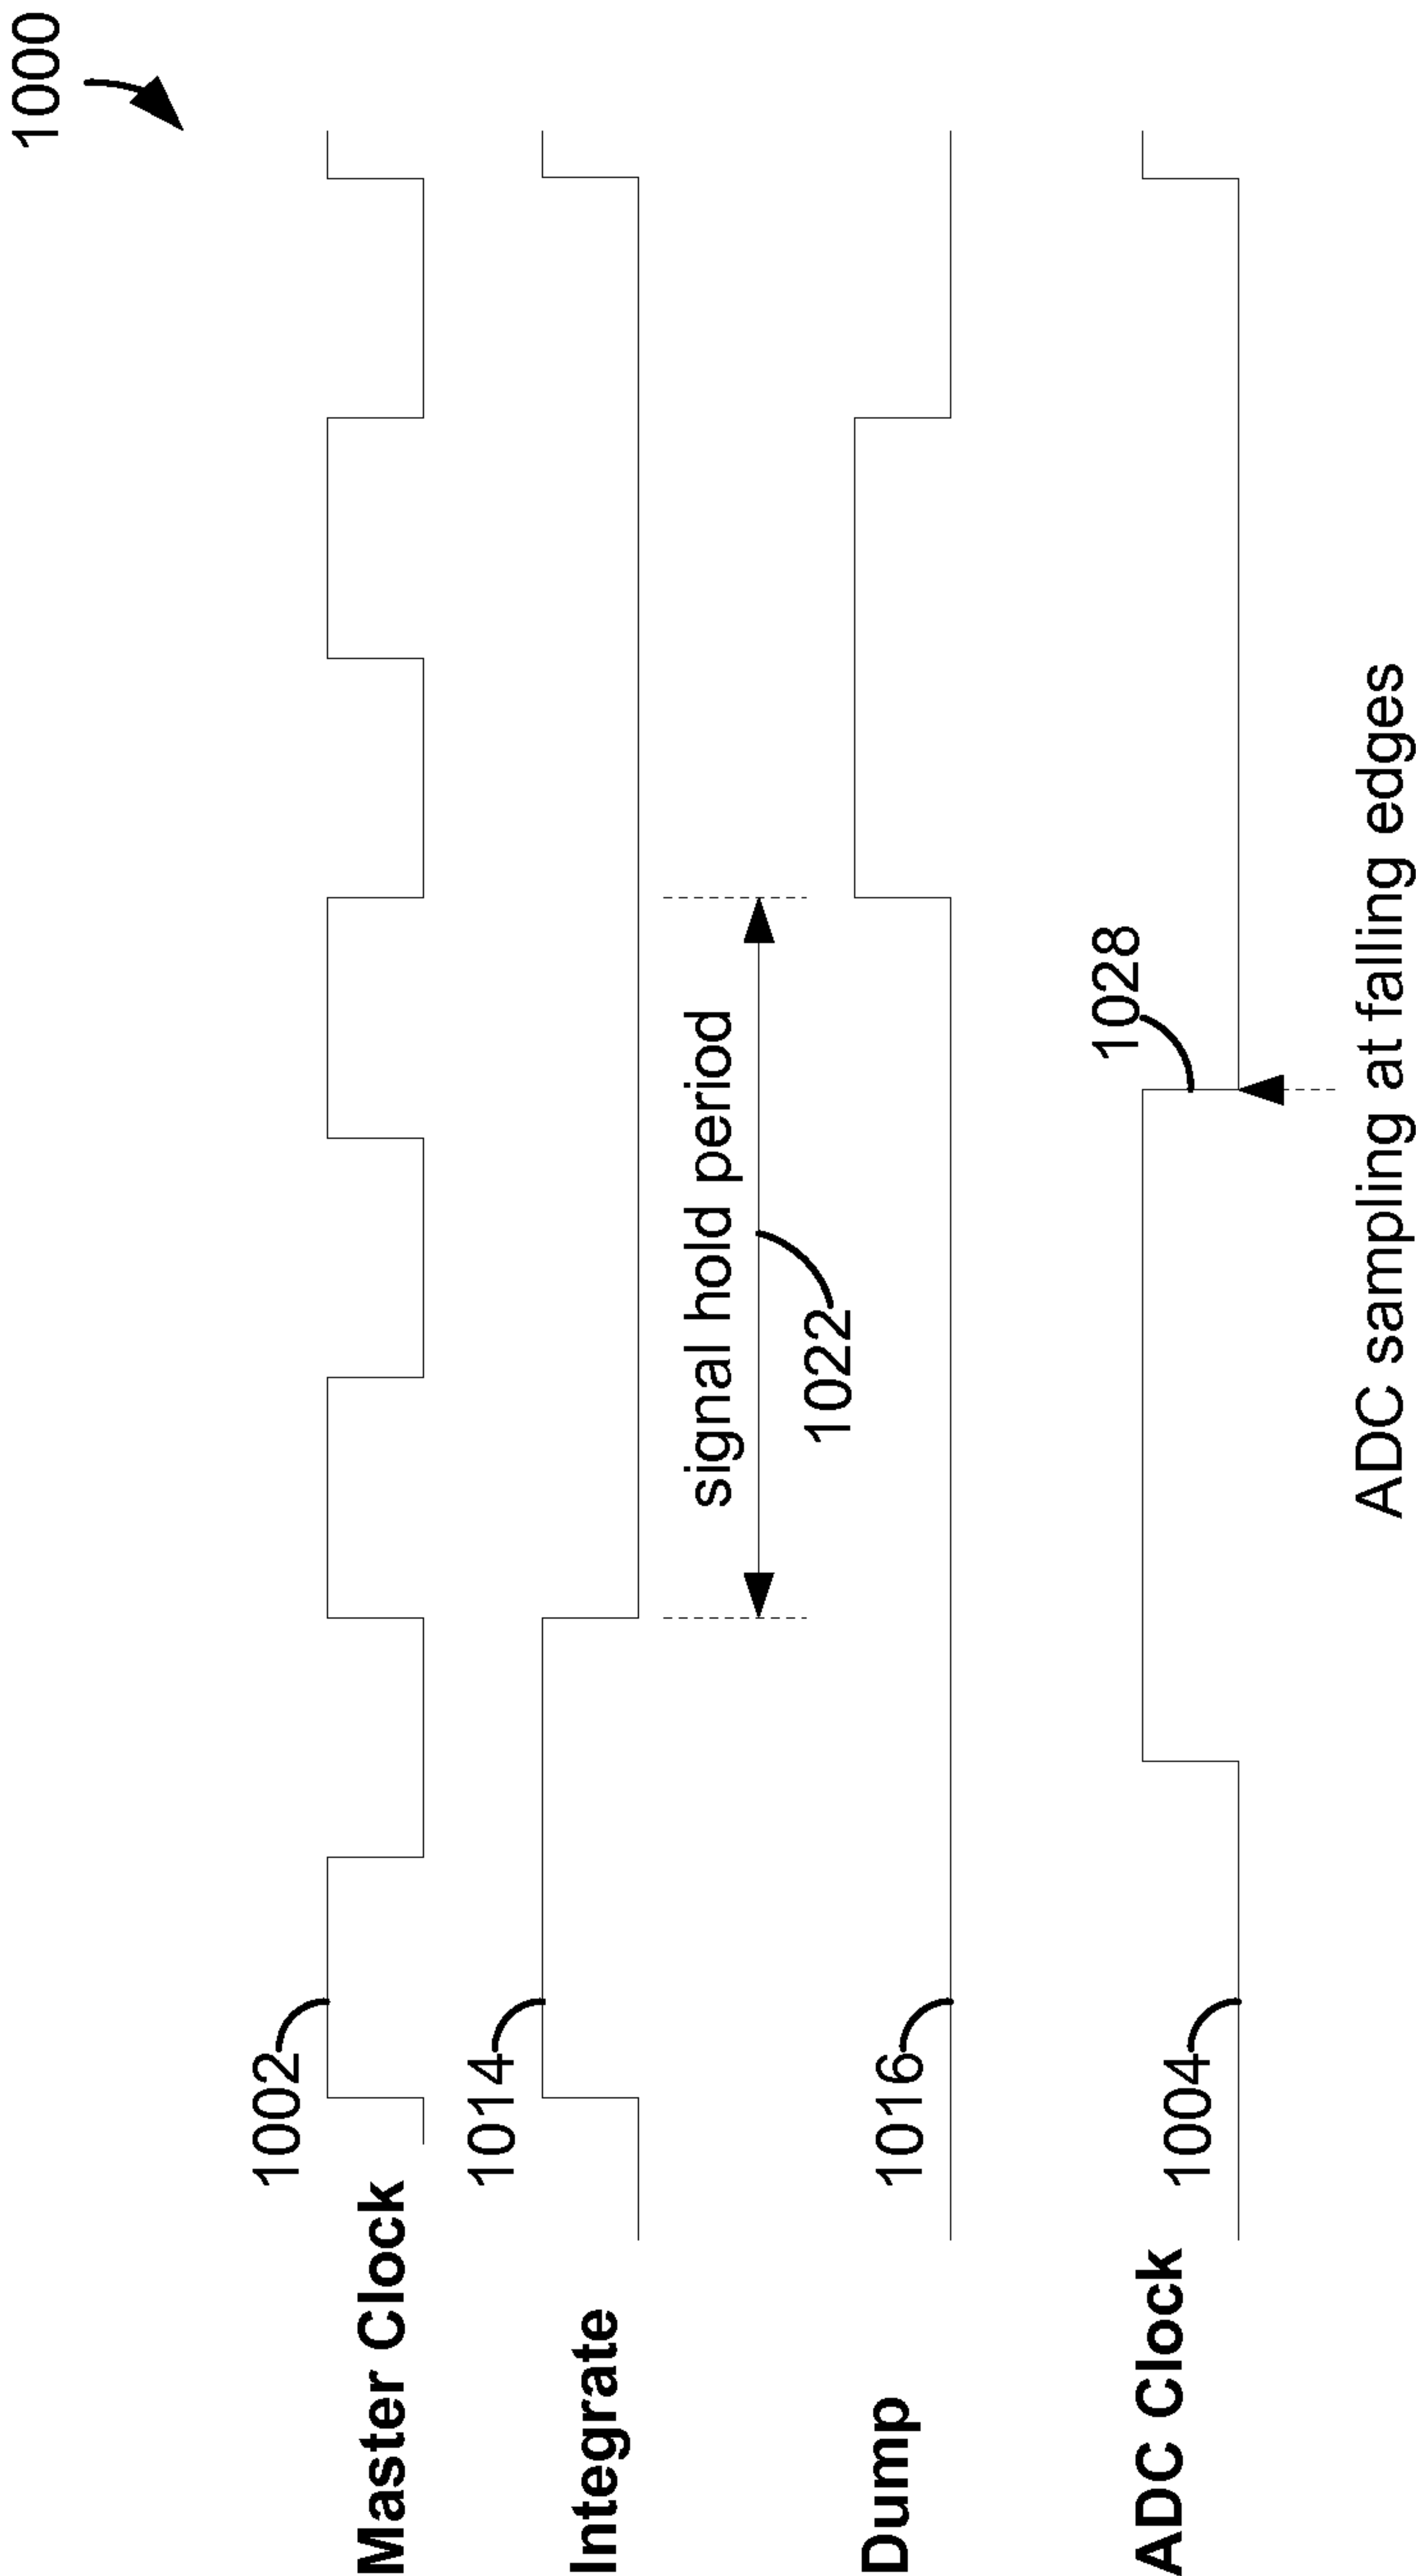 1000
1002
Master Clock
1014
Integrate
signal hold period
1022
1016
Dump
1028
1004
ADC Clock
ADC sampling at falling edges